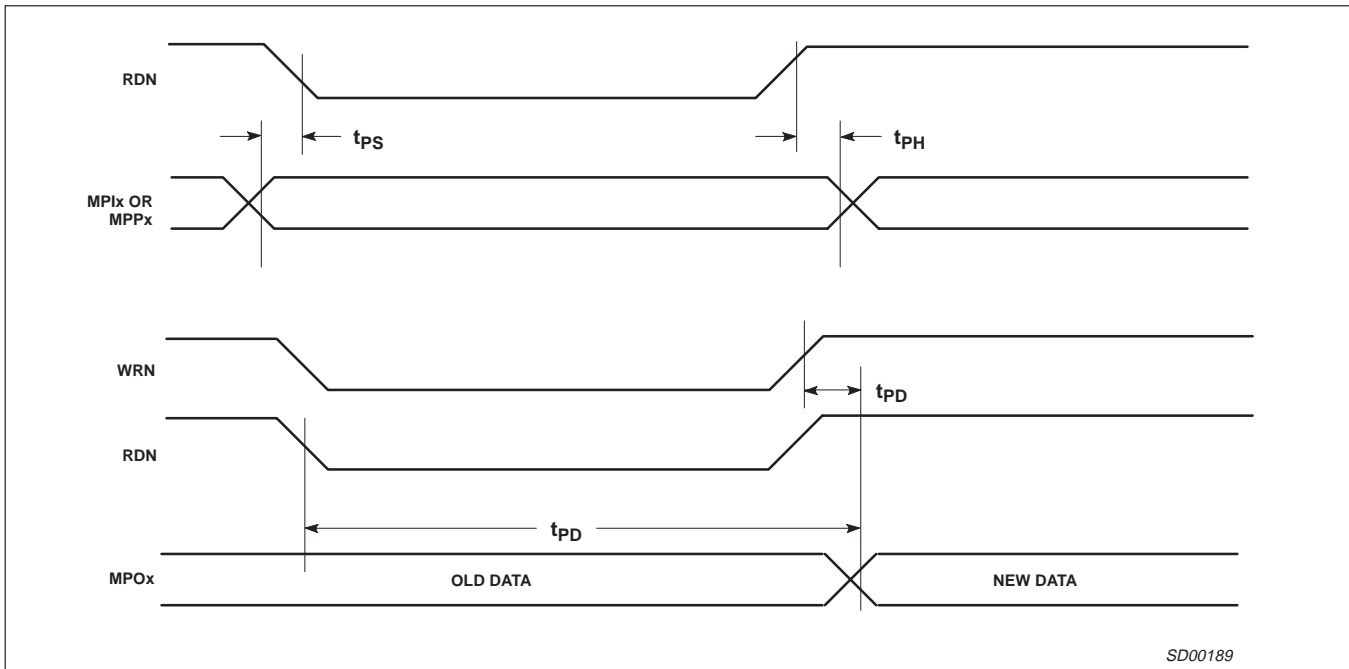 RDN
tPS
tPH
MPIx OR
MPPx
WRN
tPD
RDN
tPD
MPOx
OLD DATA
NEW DATA
SD00189